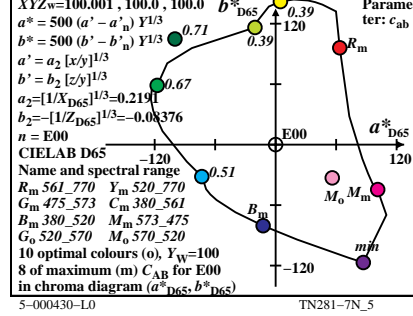 XYZw=100.001 , 100.0 , 100.0
b*D65
Parame
ter: cab
a* = 500 (a' – a'n) Y1/3
b* = 500 (b' – b'n) Y1/3
a' = a2 [x/y]1/3
b' = b2 [z/y]1/3
a2=[1/XD65]1/3=0.2191
b2=–[1/ZD65]1/3=–0.08376
n = E00
CIELAB D65
Name and spectral range
Rm 561_770 Ym 520_770
Gm 475_573 Cm 380_561
Bm 380_520 Mm 573_475
Go 520_570 Mo 570_520
10 optimal colours (o), YW=100
8 of maximum (m) CAB for E00
in chroma diagram (a*D65, b*D65)
0.71
0.39
0.39
120
Rm
0.67
E00
a*D65
–120
120
0.51
Mo
Mm
Bm
min
–120
5-000430-L0
TN281-7N_5